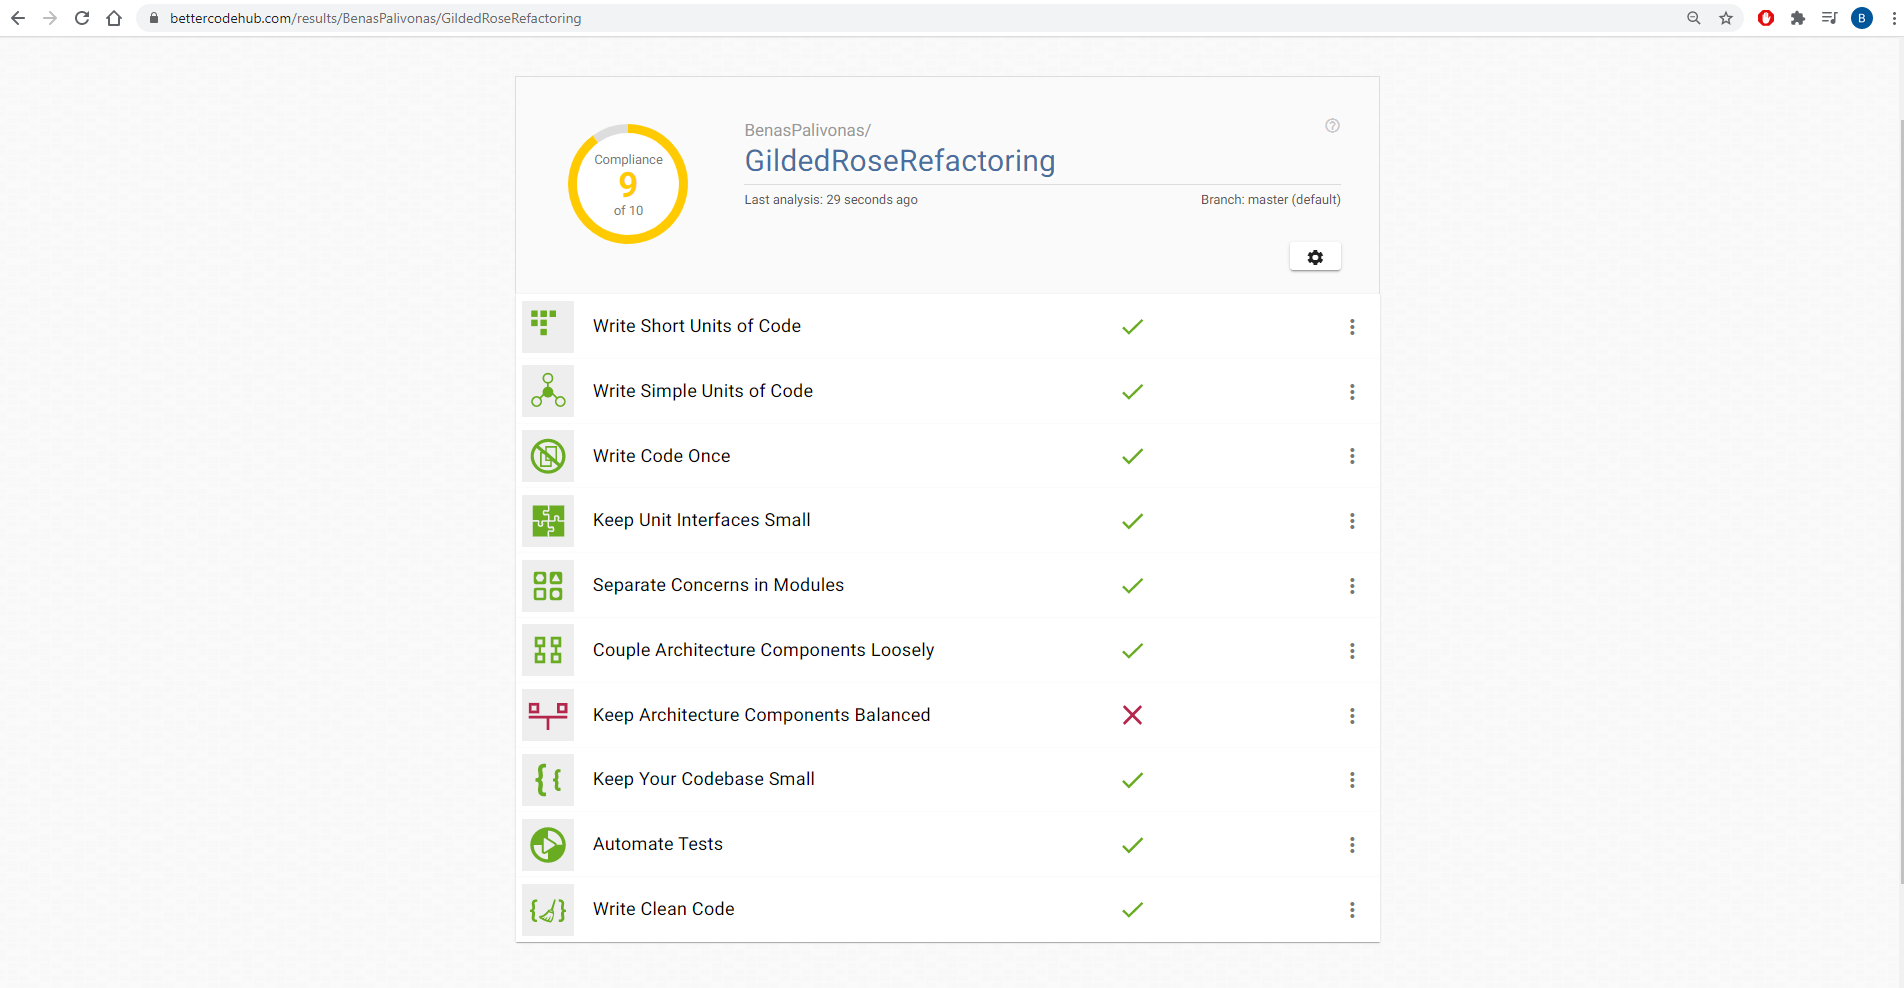 bettercodehub.com/results/BenasPalivonas/GildedRoseRefactoring
B
Compliance
9
of 10
BenasPalivonas/
GildedRoseRefactoring
Last analysis: 29 seconds ago
Branch: master (default)
Write Short Units of Code
Write Simple Units of Code
Write Code Once
Keep Unit Interfaces Small
Separate Concerns in Modules
Couple Architecture Components Loosely
Keep Architecture Components Balanced
Keep Your Codebase Small
Automate Tests
Write Clean Code